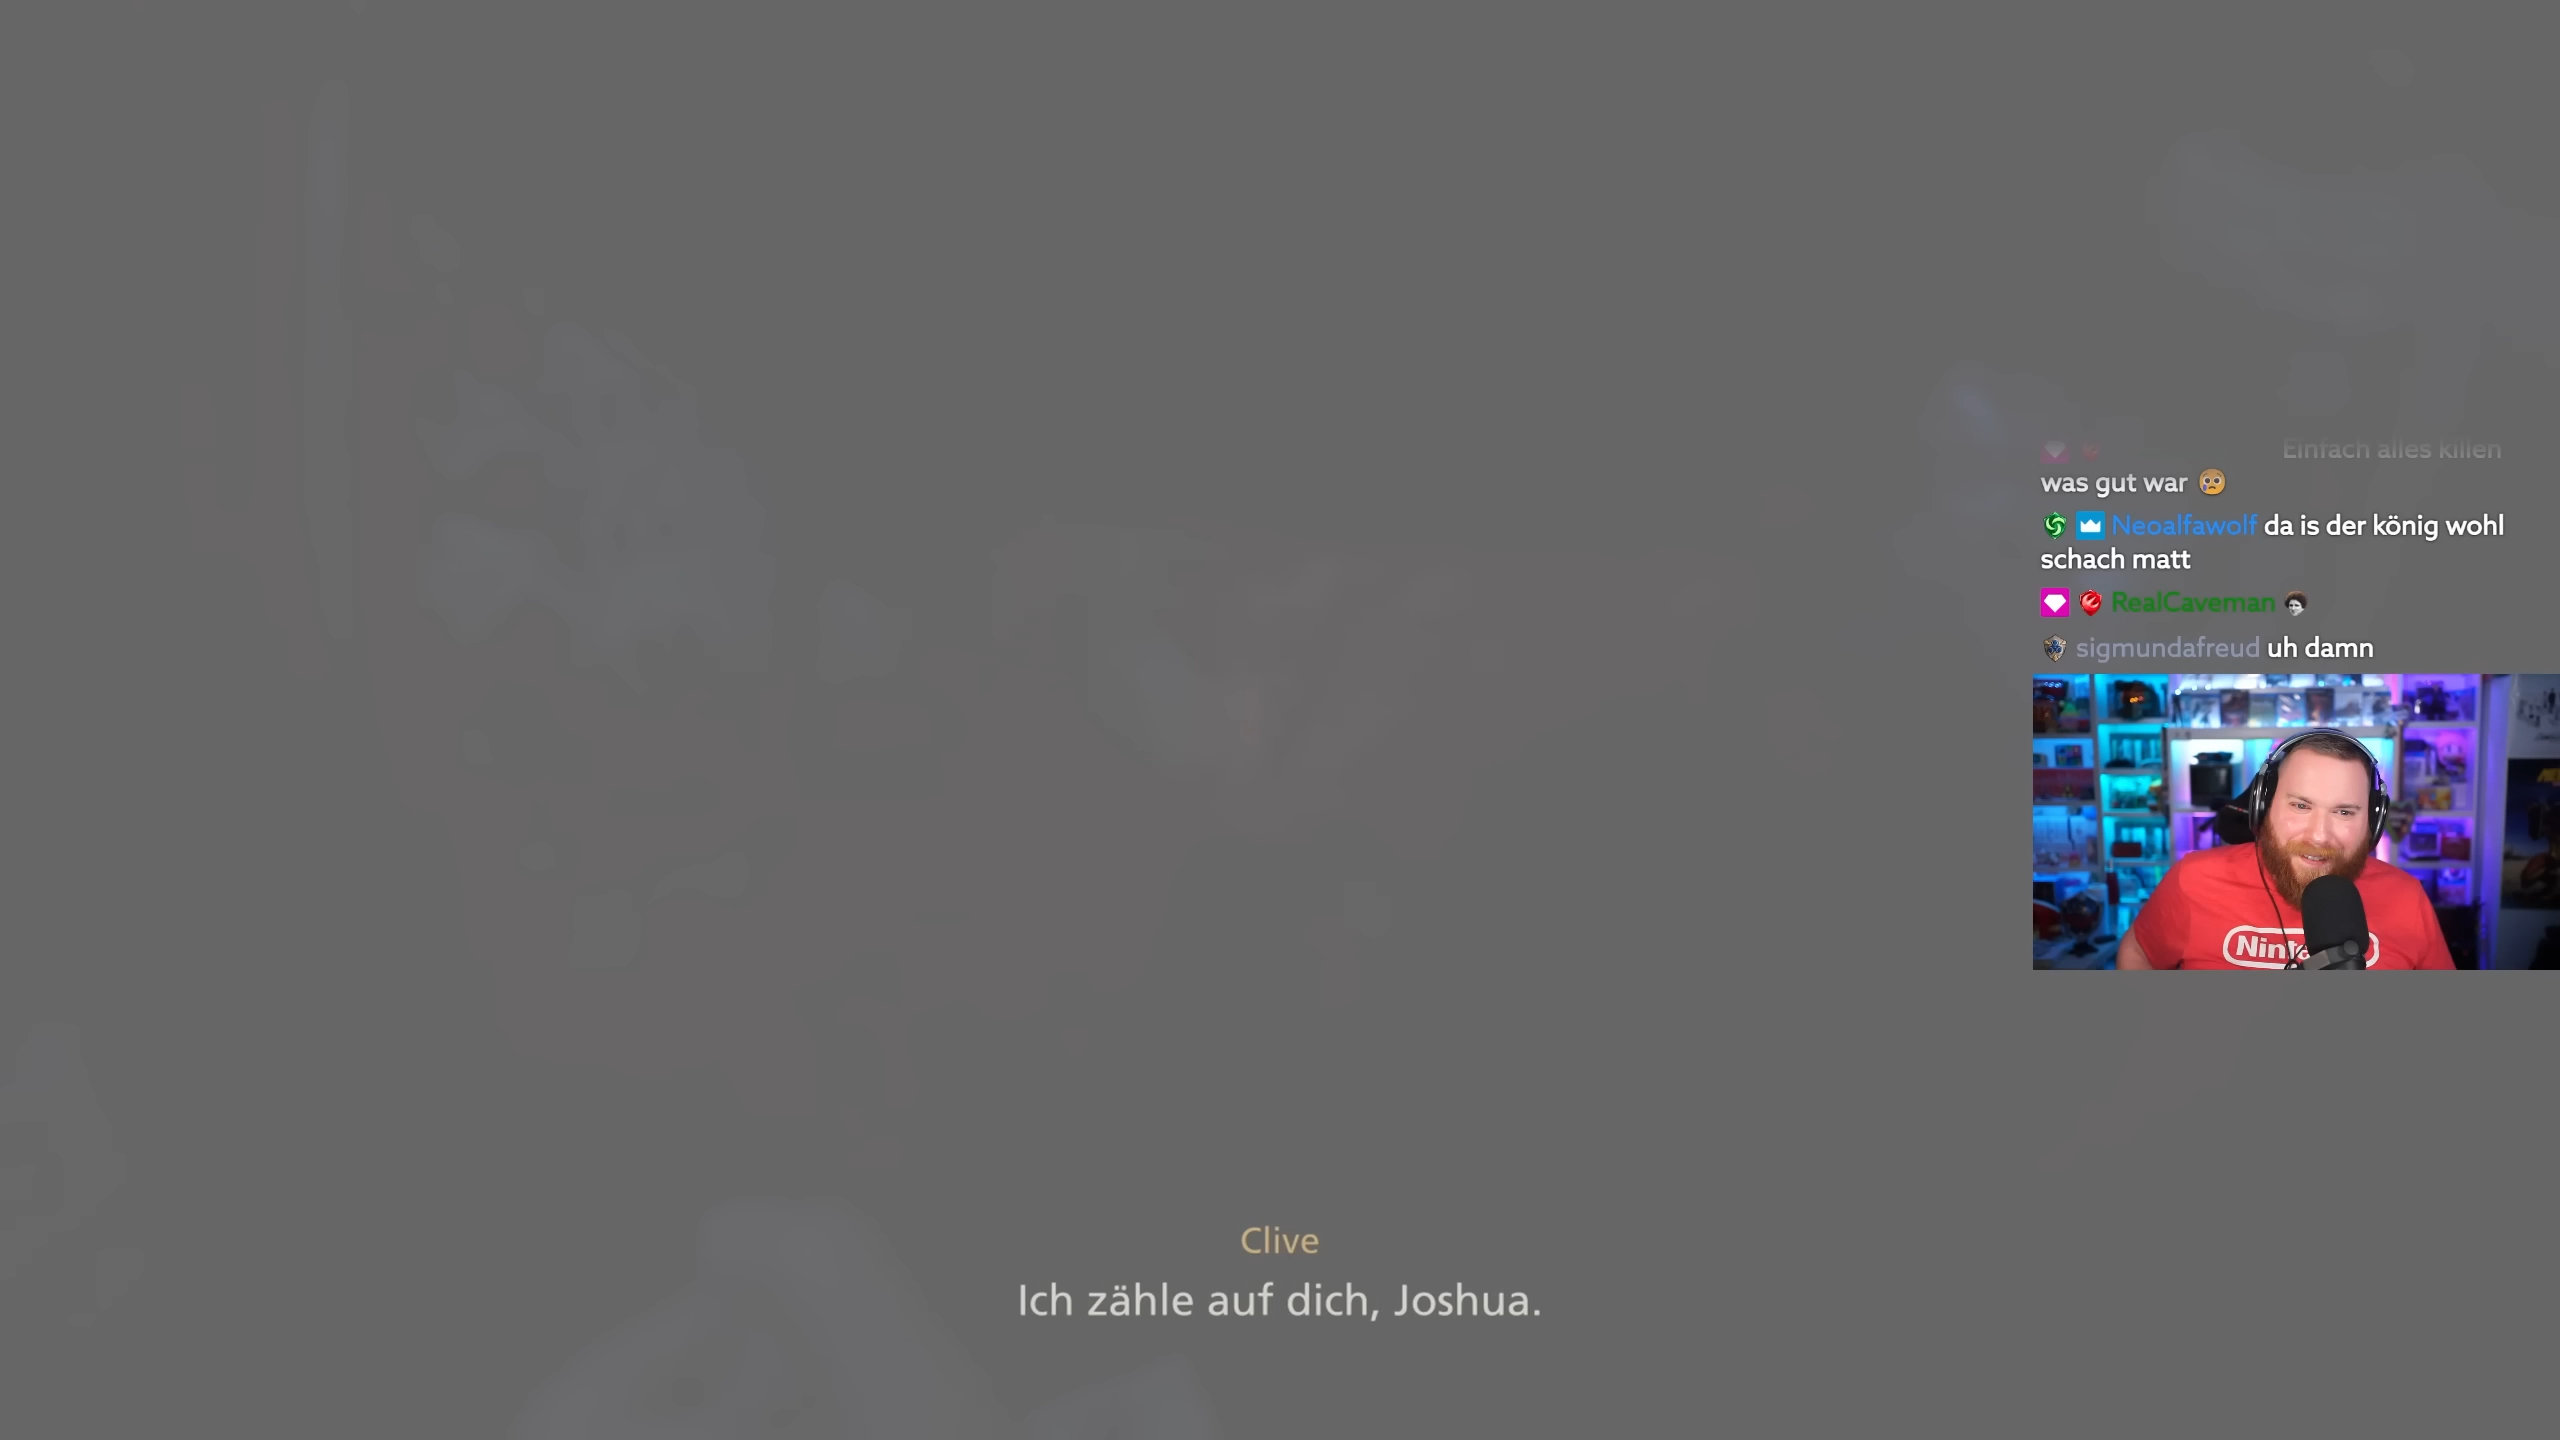 Einfach alles killen
was gut war
Neoalfawolf da is der könig wohl
schach matt
RealCaveman
sigmundafreud uh damn
Clive
Ich zähle auf dich, Joshua.